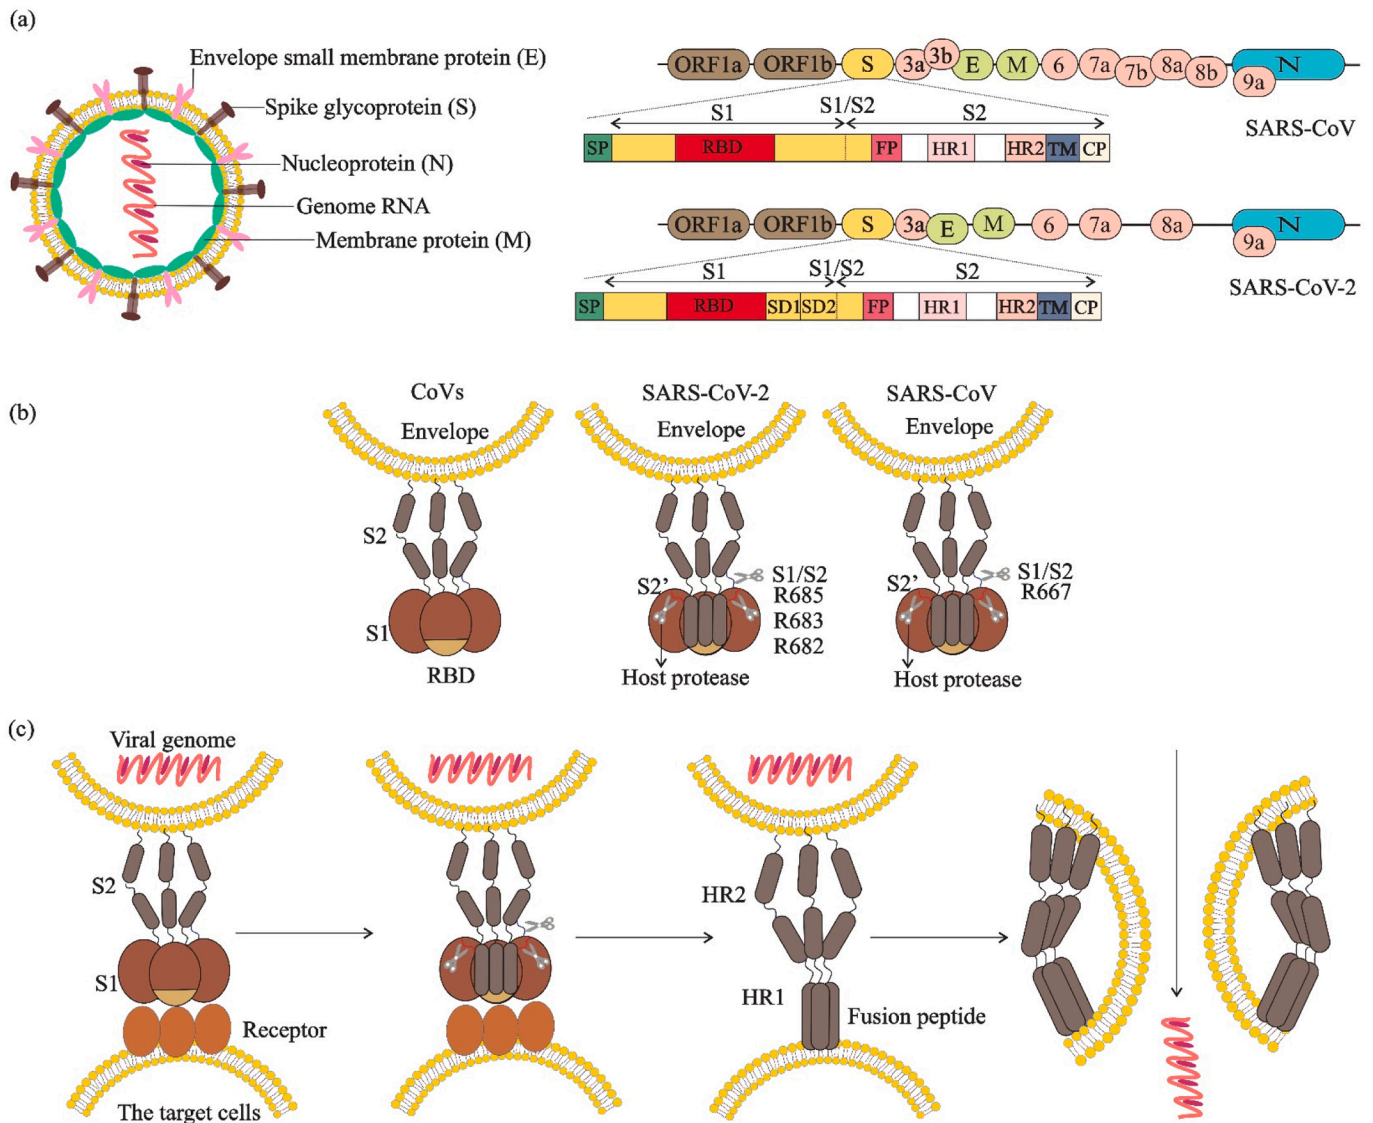 (a)
Envelope small membrane protein (E)
Spike glycoprotein (S)
Nucleoprotein (N)
Genome RNA
Membrane protein (M)
ORF1a ORF1b S 3a 3b E M 6 7a 7b 8a 8b 9a N
SARS-CoV
S1 S1/S2 S2
SP RBD FP HR1 HR2 TM CP
ORF1a ORF1b S 3a E M 6 7a 8a 9a N
SARS-CoV-2
S1 S1/S2 S2
SP RBD SD1 SD2 FP HR1 HR2 TM CP
(b)
CoVs
Envelope
S2
S1
RBD
SARS-CoV-2
Envelope
S2’
S1/S2
R685
R683
R682
Host protease
SARS-CoV
Envelope
S2’
S1/S2
R667
Host protease
(c)
Viral genome
S2
S1
Receptor
The target cells
HR2
HR1
Fusion peptide